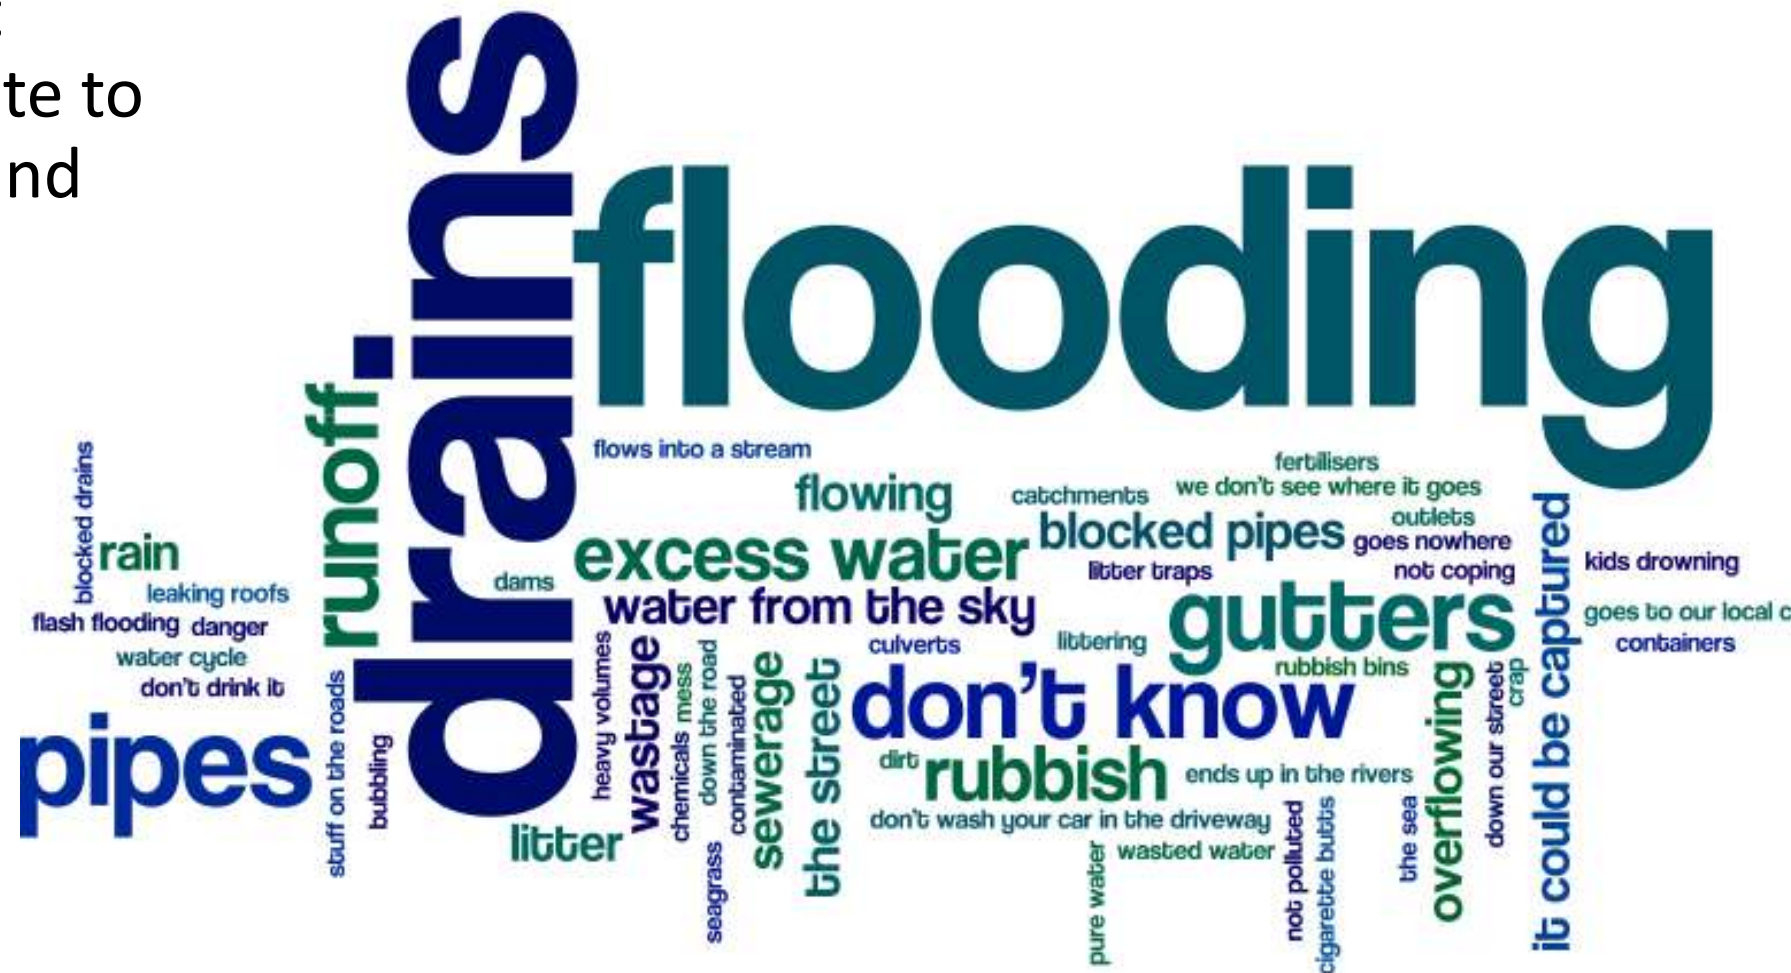 te to
nd
drains
flooding
runoff
flows into a stream
fertilisers
flowing
catchments
we don't see where it goes
blocked drains
rain
excess water
blocked pipes
outlets
goes nowhere
it could be captured
leaking roofs
dams
litter traps
not coping
kids drowning
flash flooding
danger
water from the sky
gutters
goes to our local c
water cycle
culverts
littering
containers
don't drink it
heavy volumes
wastage
mess
down the road
sewerage
the street
don't know
rubbish bins
overflowing
down our street
crap
pipes
stuff on the roads
bubbling
chemicals
contaminated
dirt
rubbish
ends up in the rivers
litter
don't wash your car in the driveway
seagrass
pure water
wasted water
not polluted
cigarette butts
the sea